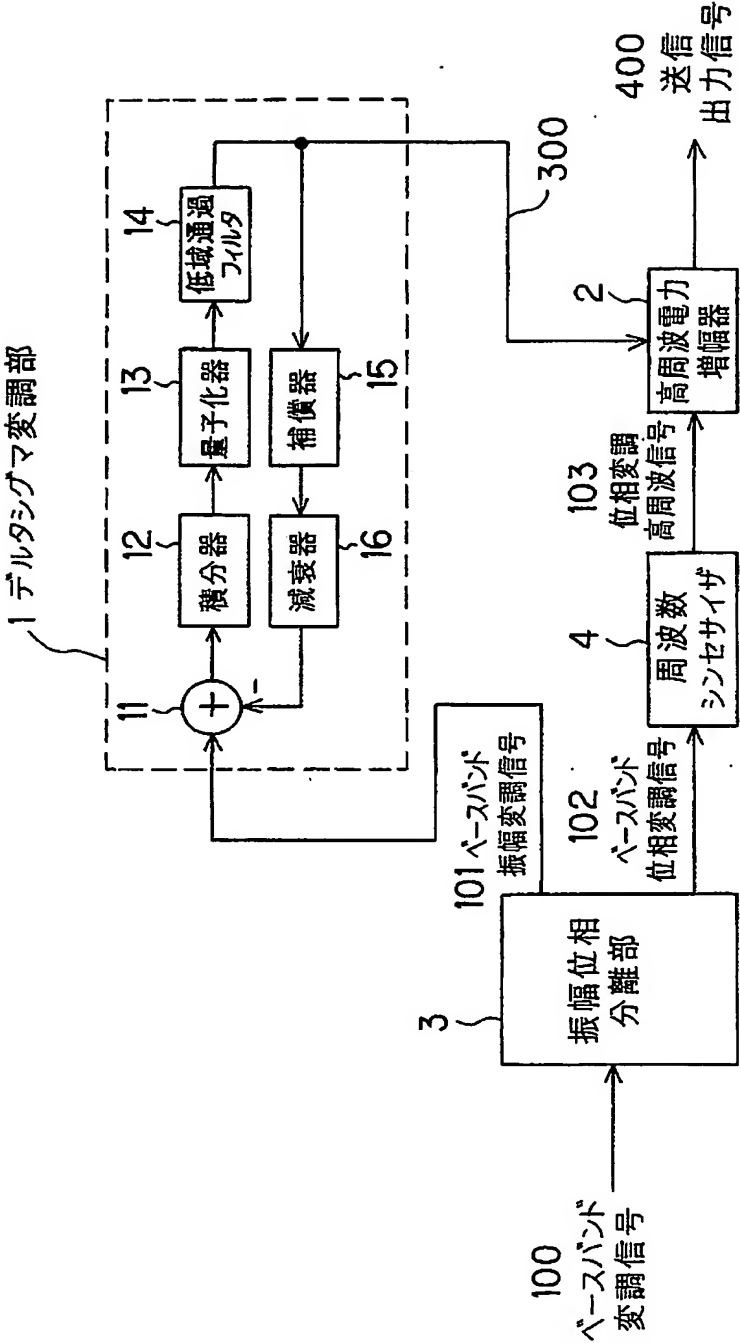 1 デルタシグマ変調部
11
12
積分器
13
量子化器
14
低域通過
フィルタ
+
-
16
減衰器
15
補償器
300
100
ベースバンド
変調信号
3
振幅位相
分離部
101 ベースバンド
振幅変調信号
102
ベースバンド
位相変調信号
4
周波数
シンセサイザ
103
位相変調
高周波信号
2
高周波電力
増幅器
400
送信
出力信号